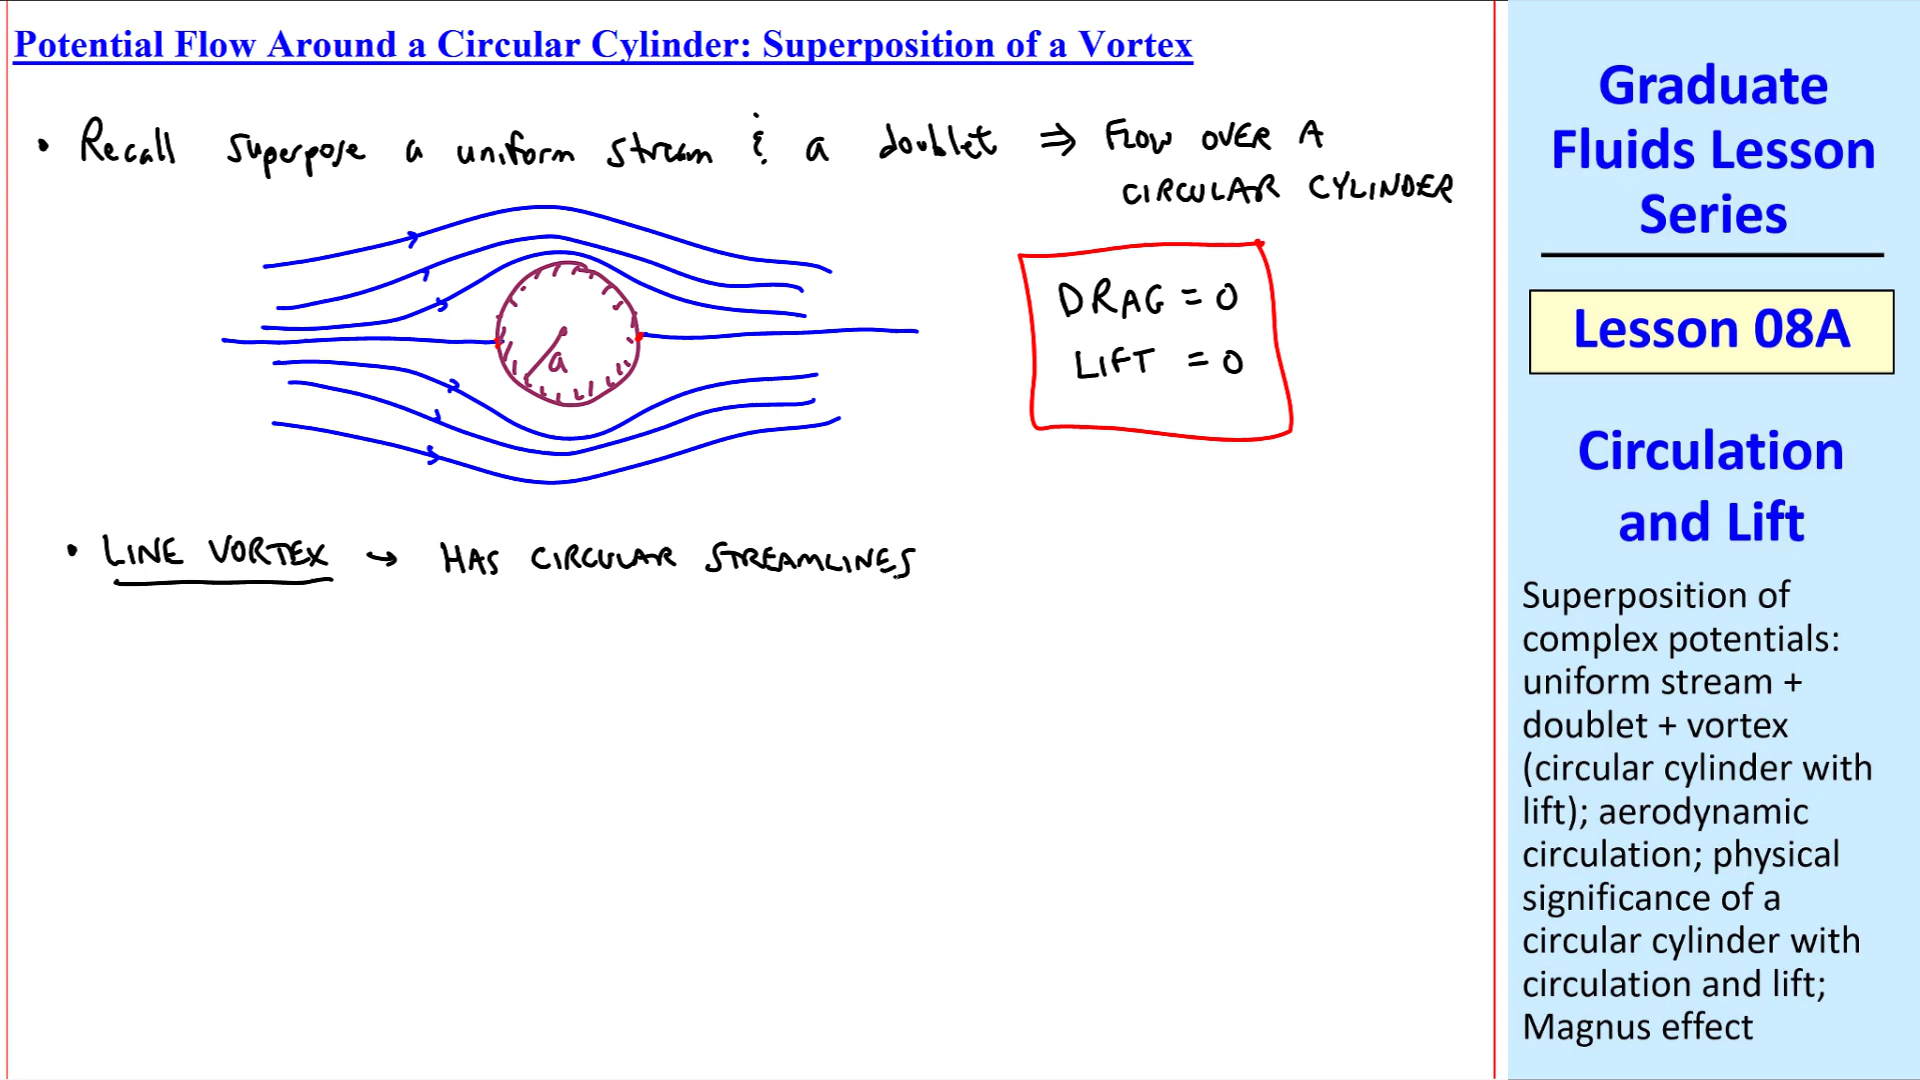 Potential Flow Around a Circular Cylinder: Superposition of a Vortex
• Recall superpose a uniform stream & a doublet ⇒ FLOW OVER A
CIRCULAR CYLINDER
a
DRAG = 0
LIFT = 0
• LINE VORTEX → HAS CIRCULAR STREAMLINES
Graduate
Fluids Lesson
Series
Lesson 08A
Circulation
and Lift
Superposition of
complex potentials:
uniform stream +
doublet + vortex
(circular cylinder with
lift); aerodynamic
circulation; physical
significance of a
circular cylinder with
circulation and lift;
Magnus effect